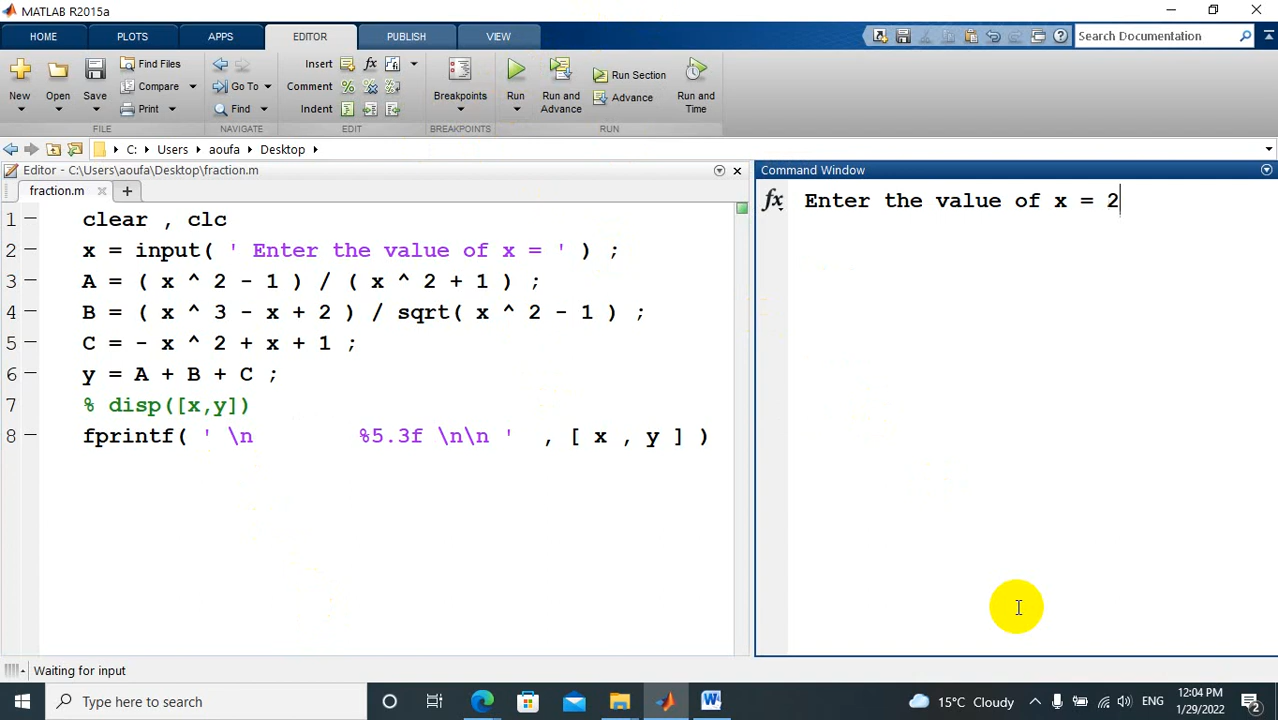 MATLAB R2015a
HOME PLOTS APPS EDITOR PUBLISH VIEW Search Documentation
New Open Save Find Files Compare Print
Go To Find
Insert fx Comment Indent
Breakpoints
Run Run and Advance Run Section Advance Run and Time
FILE NAVIGATE EDIT BREAKPOINTS RUN
C: Users aoufa Desktop
Editor - C:\Users\aoufa\Desktop\fraction.m
fraction.m
1 clear , clc
2 x = input( ' Enter the value of x = ' ) ;
3 A = ( x ^ 2 - 1 ) / ( x ^ 2 + 1 ) ;
4 B = ( x ^ 3 - x + 2 ) / sqrt( x ^ 2 - 1 ) ;
5 C = - x ^ 2 + x + 1 ;
6 y = A + B + C ;
7 % disp([x,y])
8 fprintf( ' \n %5.3f \n\n ' , [ x , y ] )
Command Window
fx Enter the value of x = 2
Waiting for input
Type here to search
15°C Cloudy ENG 12:04 PM 1/29/2022 2